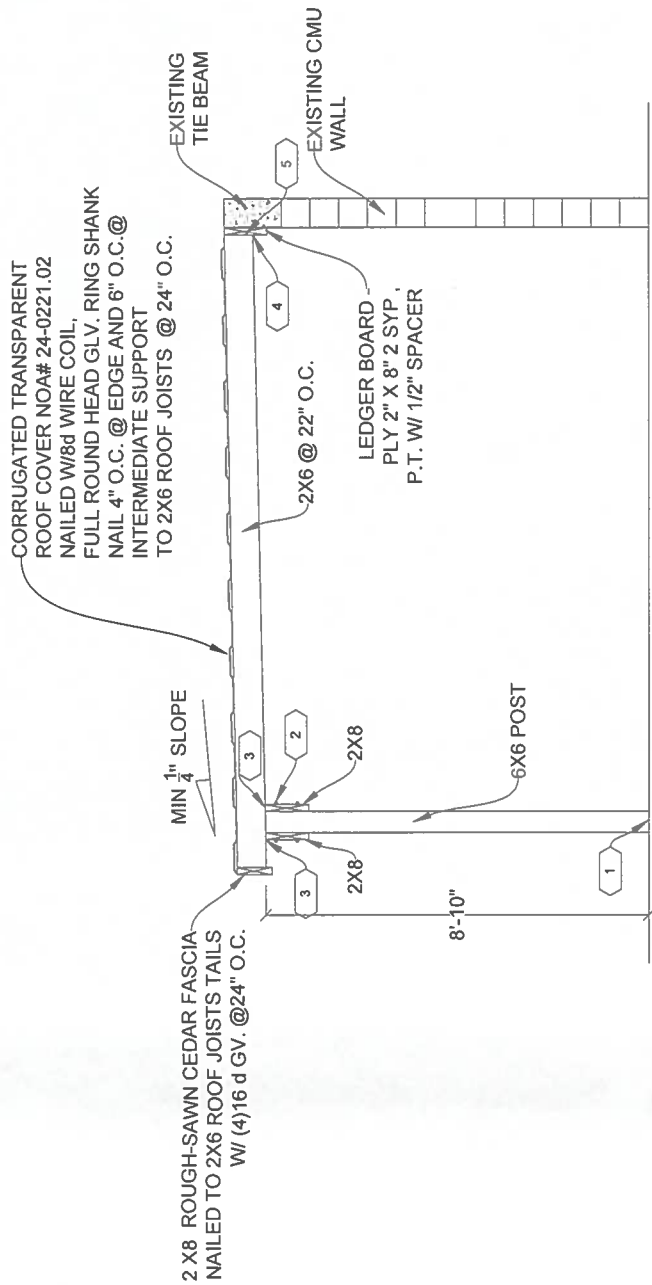 CORRUGATED TRANSPARENT
ROOF COVER NOA# 24-0221.02
NAILED W/8d WIRE COIL,
FULL ROUND HEAD GLV. RING SHANK
NAIL 4" O.C. @ EDGE AND 6" O.C.@
INTERMEDIATE SUPPORT
TO 2X6 ROOF JOISTS @ 24" O.C.
EXISTING
TIE BEAM
MIN 1/4" SLOPE
2 X8 ROUGH-SAWN CEDAR FASCIA
NAILED TO 2X6 ROOF JOISTS TAILS
W/ (4)16 d GV. @24" O.C.
3
2
2X8
3
2X8
2X6 @ 22" O.C.
5
4
EXISTING CMU
WALL
LEDGER BOARD -
PLY 2" X 8" 2 SYP ,
P.T. W/ 1/2" SPACER
8'-10"
6X6 POST
1